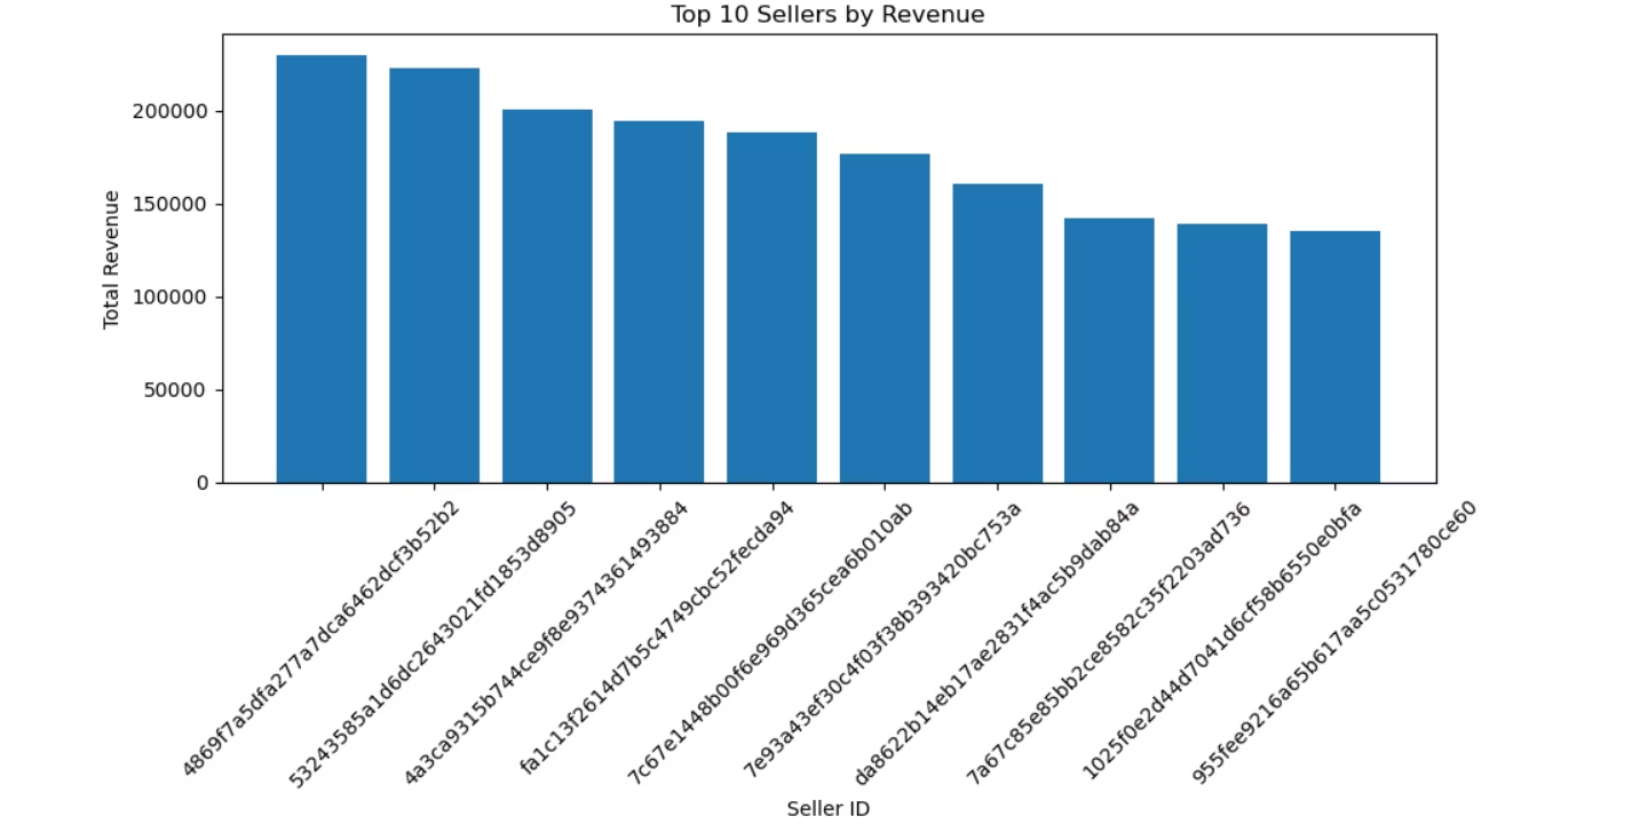 Top 10 Sellers by Revenue
Total Revenue
200000
150000
100000
50000
0
4869f7a5dfa277a7dca6462dcf3b52b2
53243585a1d6dc2643021fd1853d8905
4a3ca9315b744ce9f8e9374361493884
fa1c13f2614d7b5c4749cbc52fecda94
7c67e1448b00f6e969d365cea6b010ab
7e93a43ef30c4f03f38b393420bc753a
da8622b14eb17ae2831f4ac5b9dab84a
7a67c85e85bb2ce8582c35f2203ad736
1025f0e2d44d7041d6cf58b6550e0bfa
955fee9216a65b617aa5c0531780ce60
Seller ID